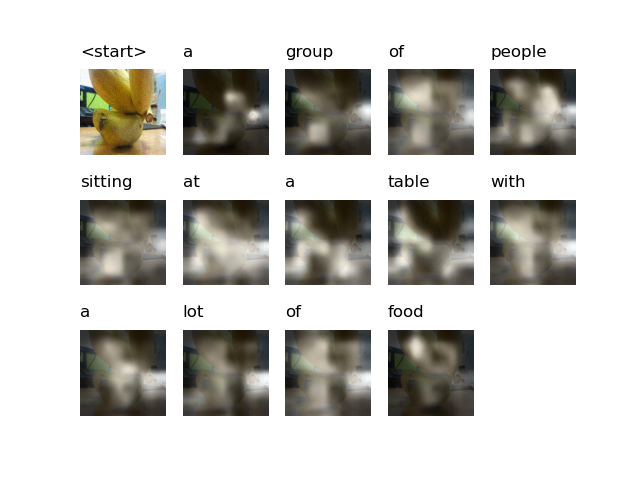 <start> a group of people
sitting at a table with
a lot of food